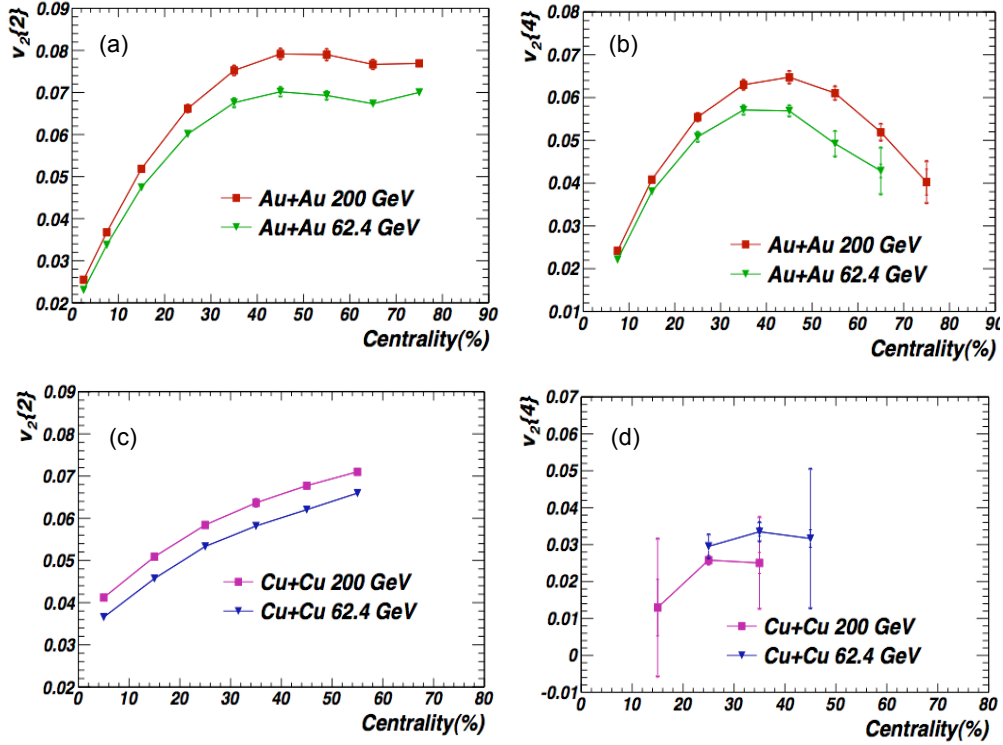 (a)
v2{2}
0.09
0.08
0.07
0.06
0.05
0.04
0.03
0.02
Au+Au 200 GeV
Au+Au 62.4 GeV
0 10 20 30 40 50 60 70 80 90
Centrality(%)
(b)
v2{4}
0.08
0.07
0.06
0.05
0.04
0.03
0.02
0.01
Au+Au 200 GeV
Au+Au 62.4 GeV
0 10 20 30 40 50 60 70 80 90
Centrality(%)
(c)
v2{2}
0.09
0.08
0.07
0.06
0.05
0.04
0.03
0.02
Cu+Cu 200 GeV
Cu+Cu 62.4 GeV
0 10 20 30 40 50 60 70 80
Centrality(%)
(d)
v2{4}
0.07
0.06
0.05
0.04
0.03
0.02
0.01
0
-0.01
Cu+Cu 200 GeV
Cu+Cu 62.4 GeV
0 10 20 30 40 50 60 70 80
Centrality(%)